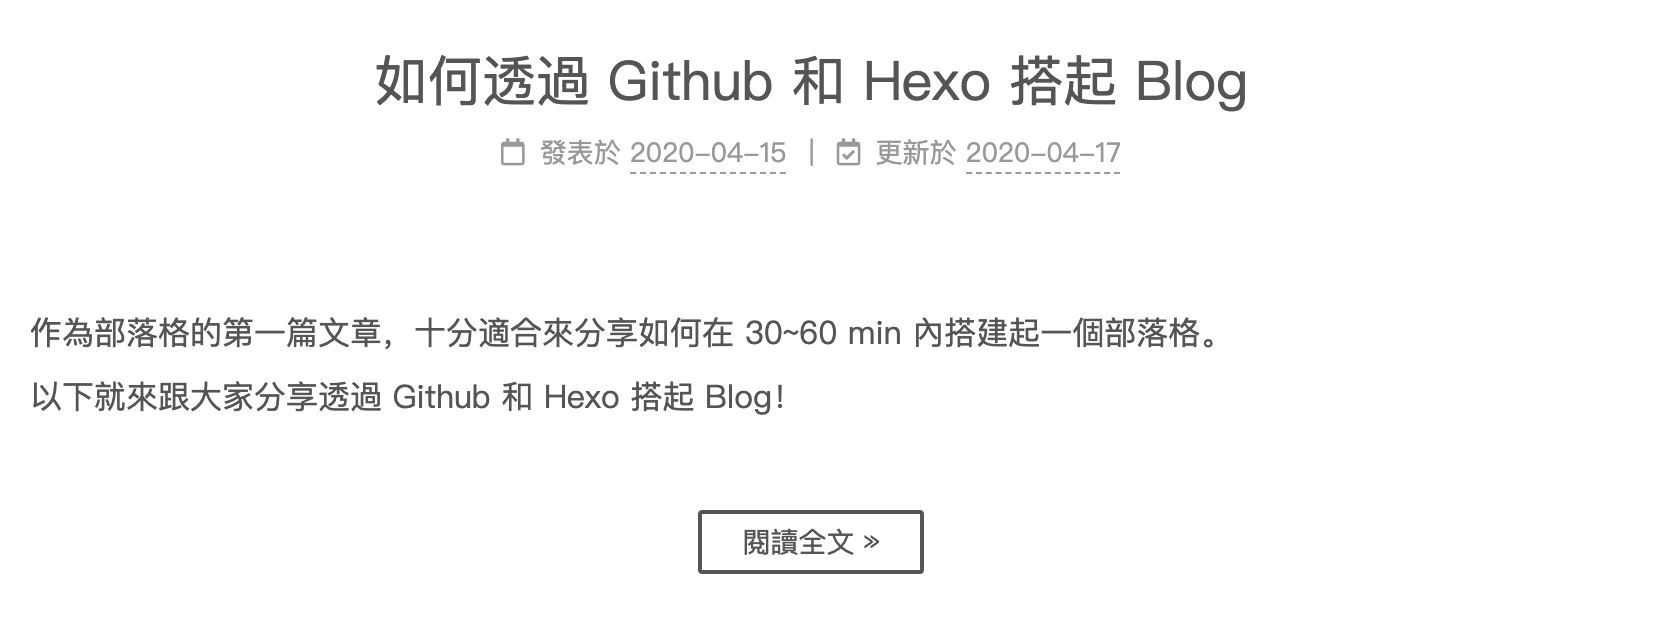 如何透過 Github 和 Hexo 搭起 Blog
發表於 2020-04-15 | 更新於 2020-04-17
作為部落格的第一篇文章，十分適合來分享如何在 30~60 min 內搭建起一個部落格。
以下就來跟大家分享透過 Github 和 Hexo 搭起 Blog！
閱讀全文 »